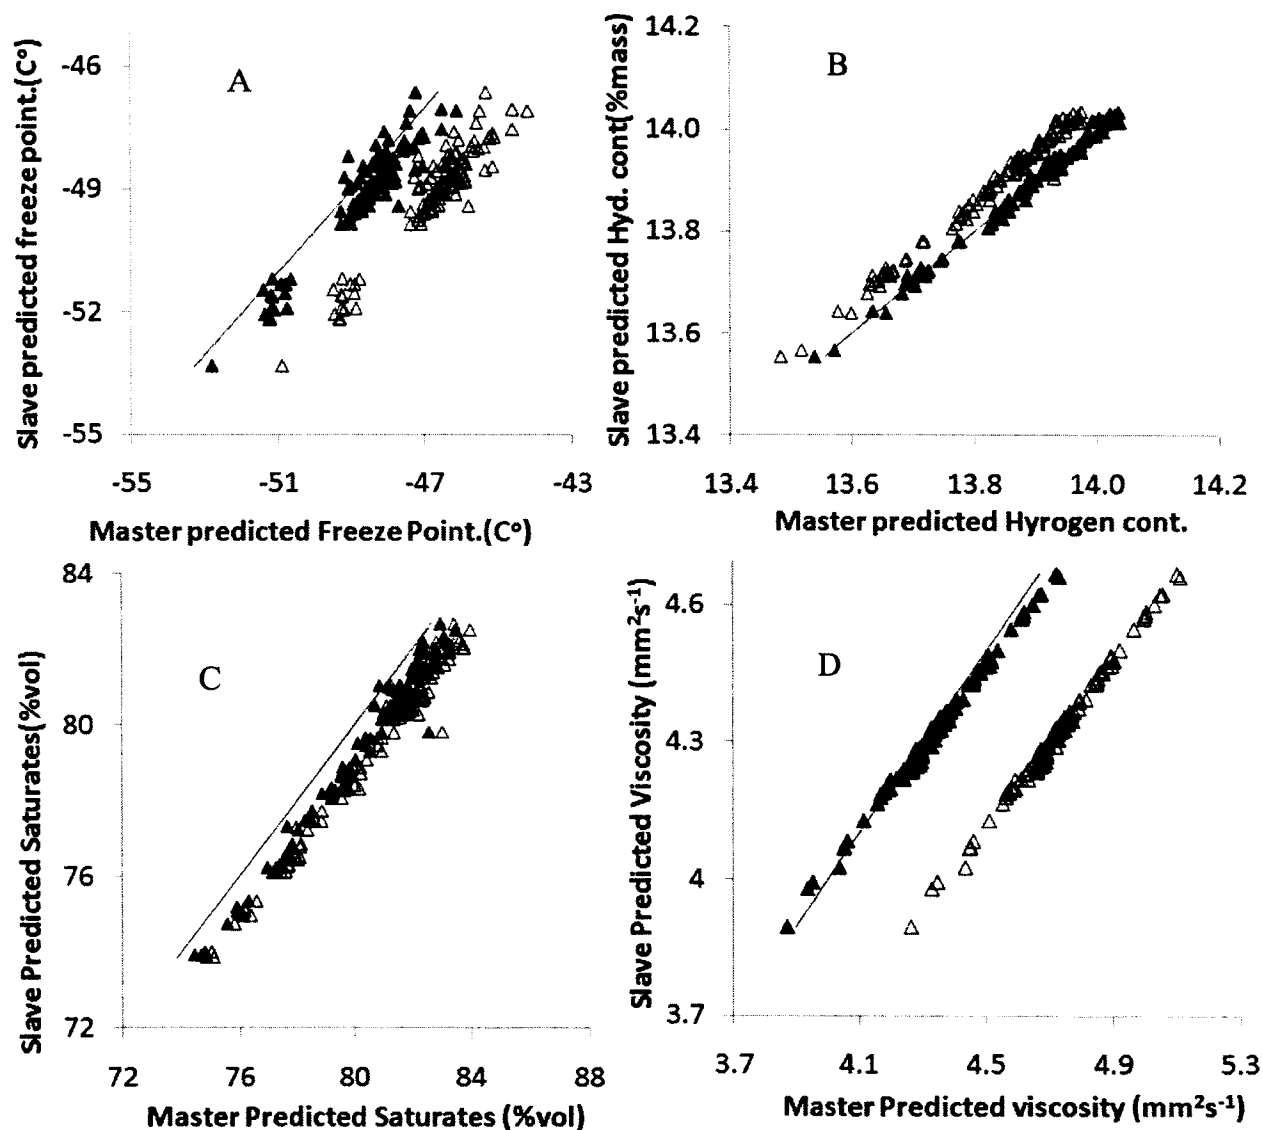 A
Slave predicted freeze point.(C°)
-46
-49
-52
-55
-55 -51 -47 -43
Master predicted Freeze Point.(C°)
B
Slave predicted Hyd. cont(%mass)
14.2
14.0
13.8
13.6
13.4
13.4 13.6 13.8 14.0 14.2
Master predicted Hyrogen cont.
C
Slave Predicted Saturates(%vol)
84
80
76
72
72 76 80 84 88
Master Predicted Saturates (%vol)
D
Slave Predicted Viscosity (mm²s⁻¹)
4.6
4.3
4
3.7
3.7 4.1 4.5 4.9 5.3
Master Predicted viscosity (mm²s⁻¹)